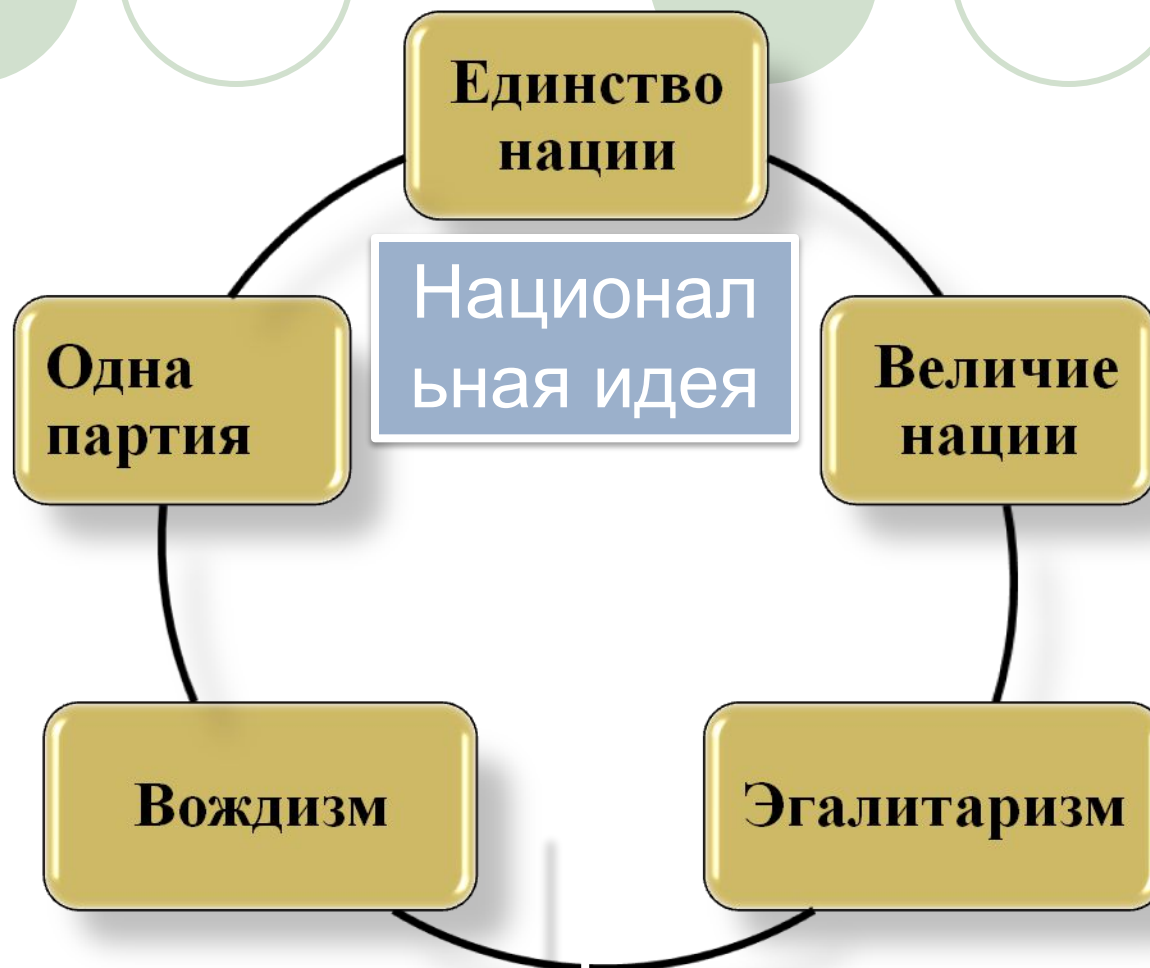 Единство
нации
Национал
ьная идея
Одна
партия
Величие
нации
Вождизм
Эгалитаризм